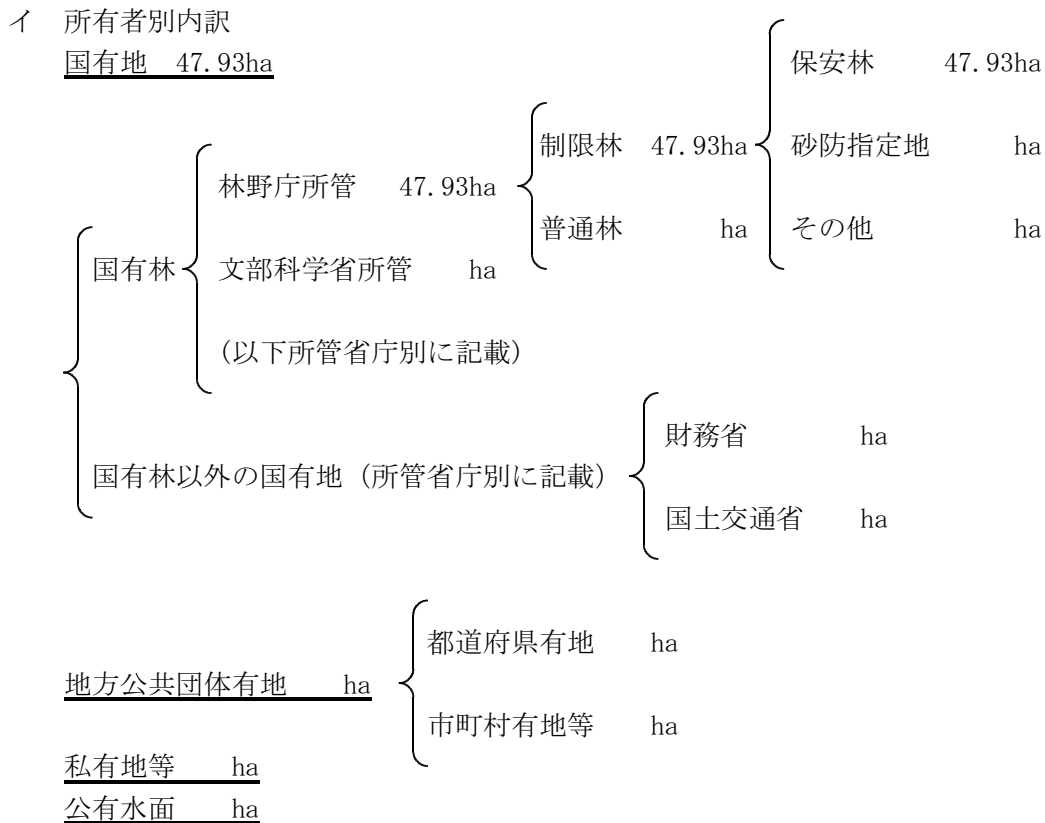 イ 所有者別内訳
国有地 47.93ha
保安林 47.93ha
制限林 47.93ha
砂防指定地 ha
林野庁所管 47.93ha
普通林 ha
その他 ha
国有林
文部科学省所管 ha
(以下所管省庁別に記載)
財務省 ha
国有林以外の国有地(所管省庁別に記載)
国土交通省 ha
都道府県有地 ha
地方公共団体有地 ha
市町村有地等 ha
私有地等 ha
公有水面 ha